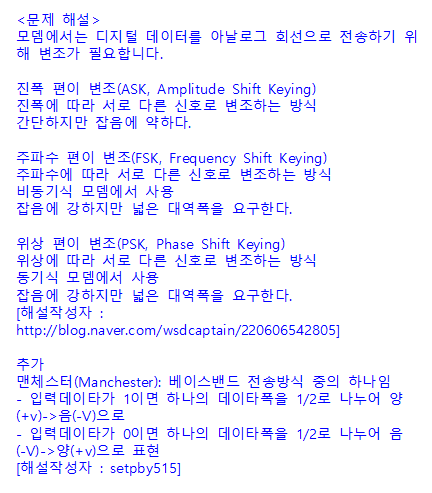 <문제 해설>
모뎀에서는 디지털 데이터를 아날로그 회선으로 전송하기 위
해 변조가 필요합니다.
진폭 편이 변조(ASK, Amplitude Shift Keying)
진폭에 따라 서로 다른 신호로 변조하는 방식
간단하지만 잡음에 약하다.
주파수 편이 변조(FSK, Frequency Shift Keying)
주파수에 따라 서로 다른 신호로 변조하는 방식
비동기식 모뎀에서 사용
잡음에 강하지만 넓은 대역폭을 요구한다.
위상 편이 변조(PSK, Phase Shift Keying)
위상에 따라 서로 다른 신호로 변조하는 방식
동기식 모뎀에서 사용
잡음에 강하지만 넓은 대역폭을 요구한다.
[해설작성자 :
http://blog.naver.com/wsdcaptain/220606542805]
추가
맨체스터(Manchester): 베이스밴드 전송방식 중의 하나임
- 입력데이타가 1이면 하나의 데이타폭을 1/2로 나누어 양
(+v)->음(-V)으로
- 입력데이타가 0이면 하나의 데이타폭을 1/2로 나누어 음
(-V)->양(+v)으로 표현
[해설작성자 : setpby515]